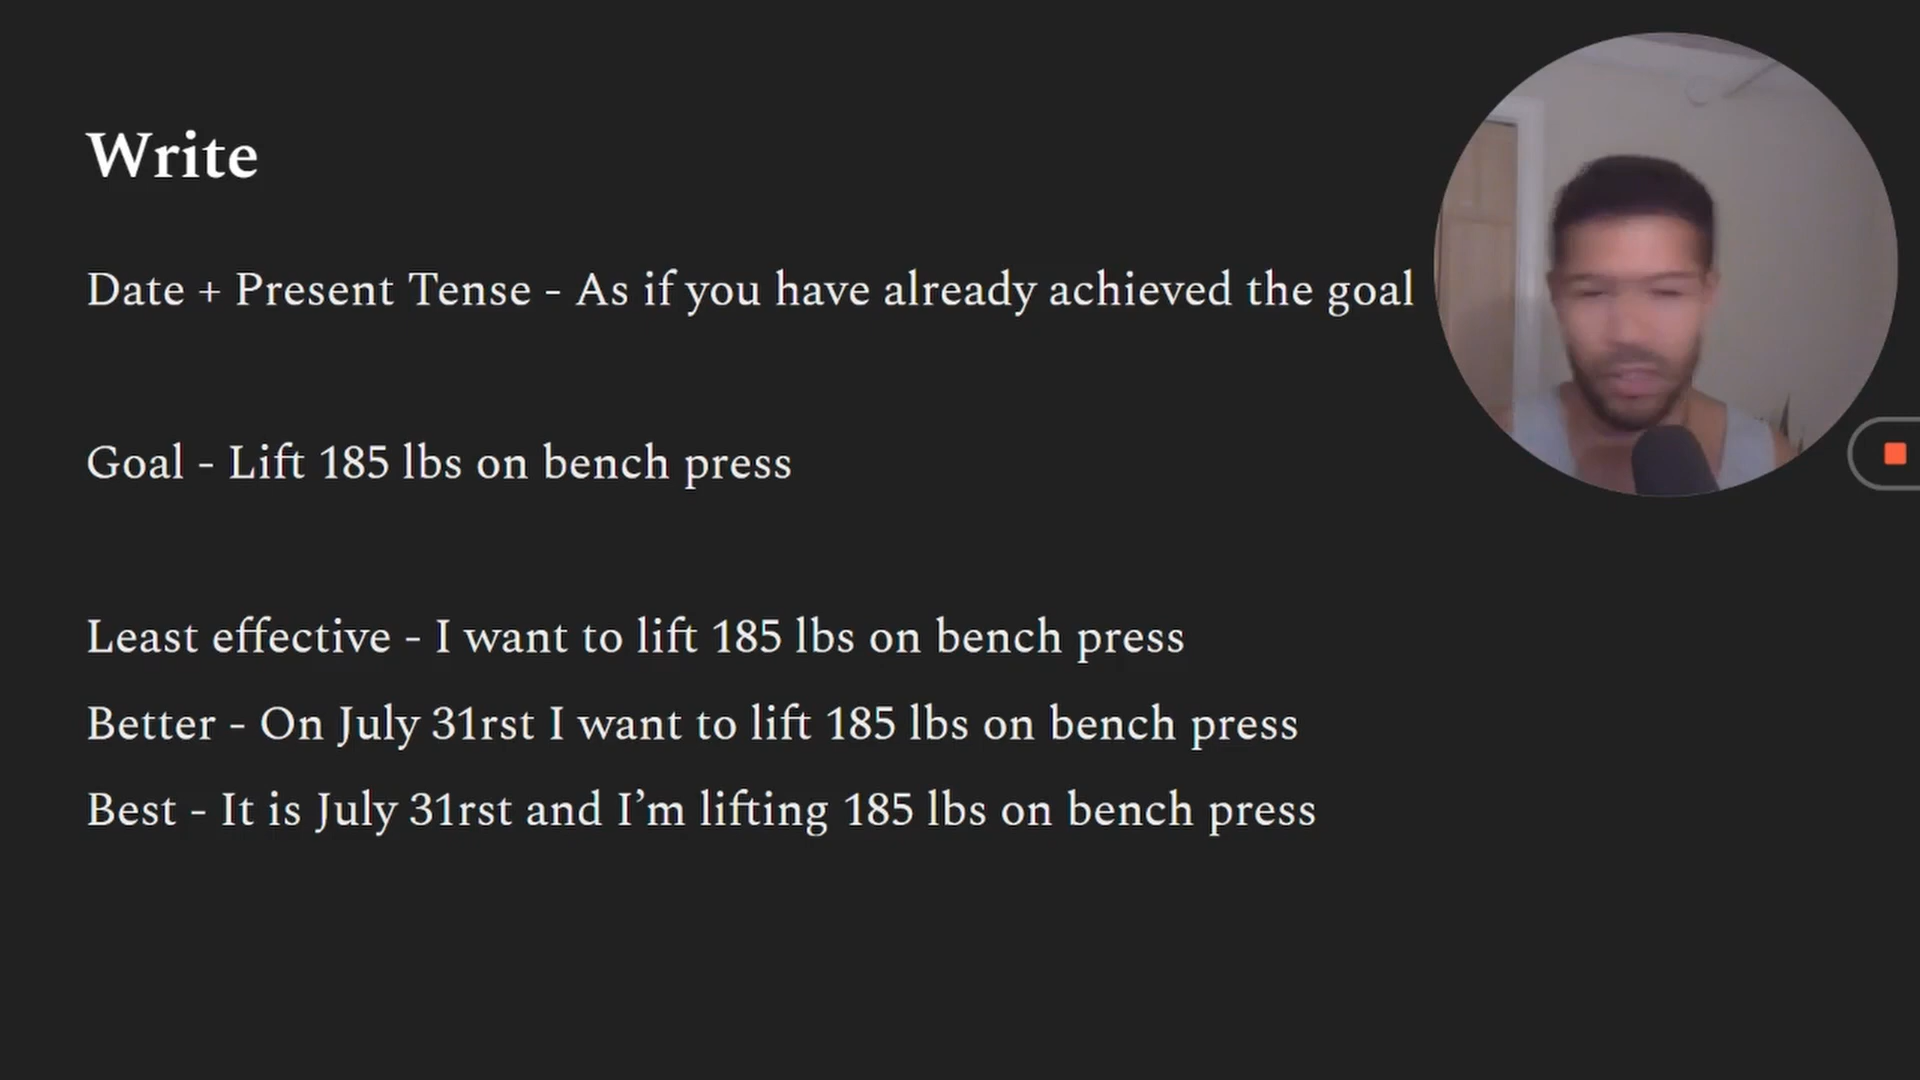 Write
Date + Present Tense - As if you have already achieved the goal
Goal - Lift 185 lbs on bench press
Least effective - I want to lift 185 lbs on bench press
Better - On July 31rst I want to lift 185 lbs on bench press
Best - It is July 31rst and I’m lifting 185 lbs on bench press